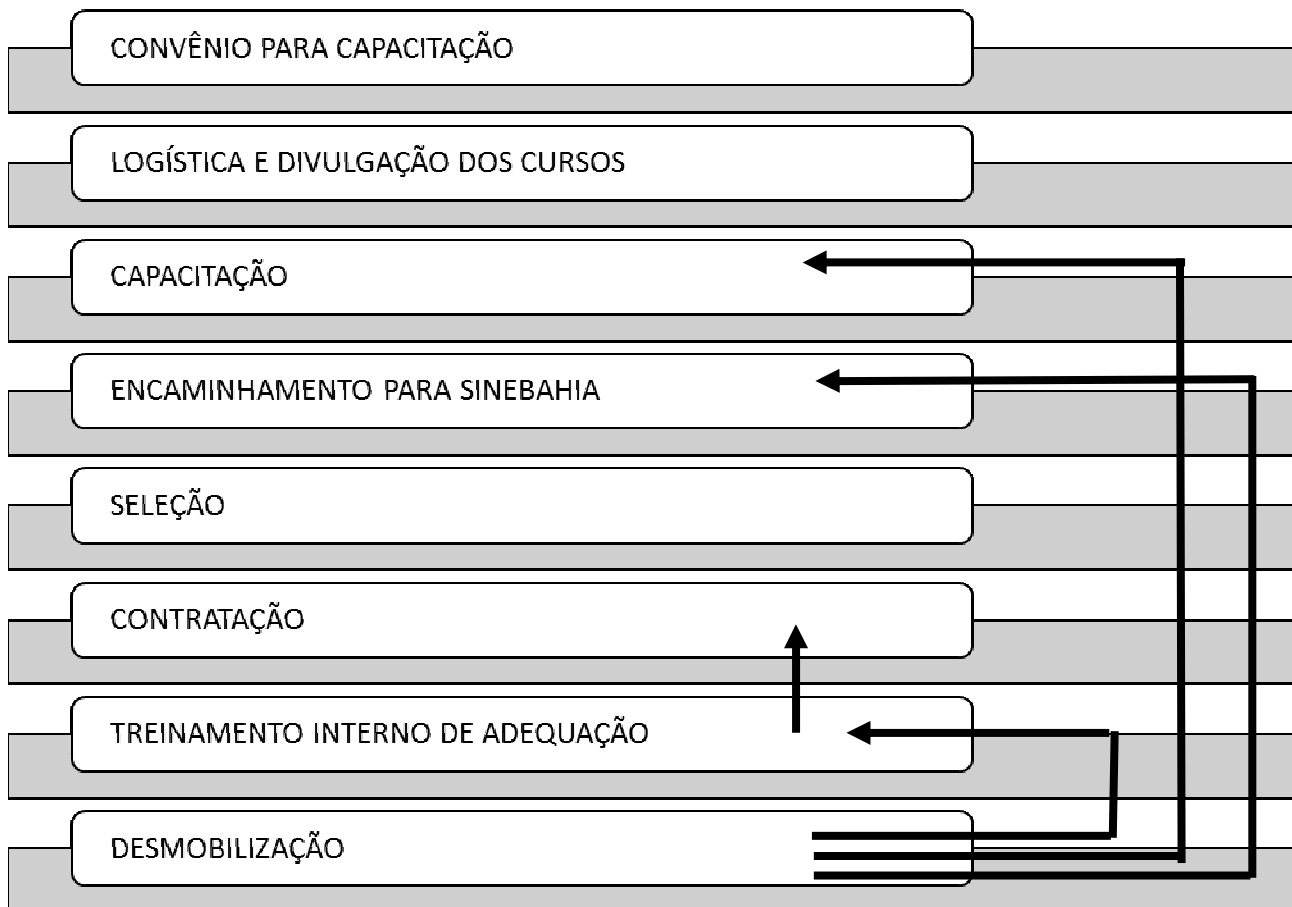 CONVÊNIO PARA CAPACITAÇÃO
LOGÍSTICA E DIVULGAÇÃO DOS CURSOS
CAPACITAÇÃO
ENCAMINHAMENTO PARA SINEBAHIA
SELEÇÃO
CONTRATAÇÃO
TREINAMENTO INTERNO DE ADEQUAÇÃO
DESMOBILIZAÇÃO